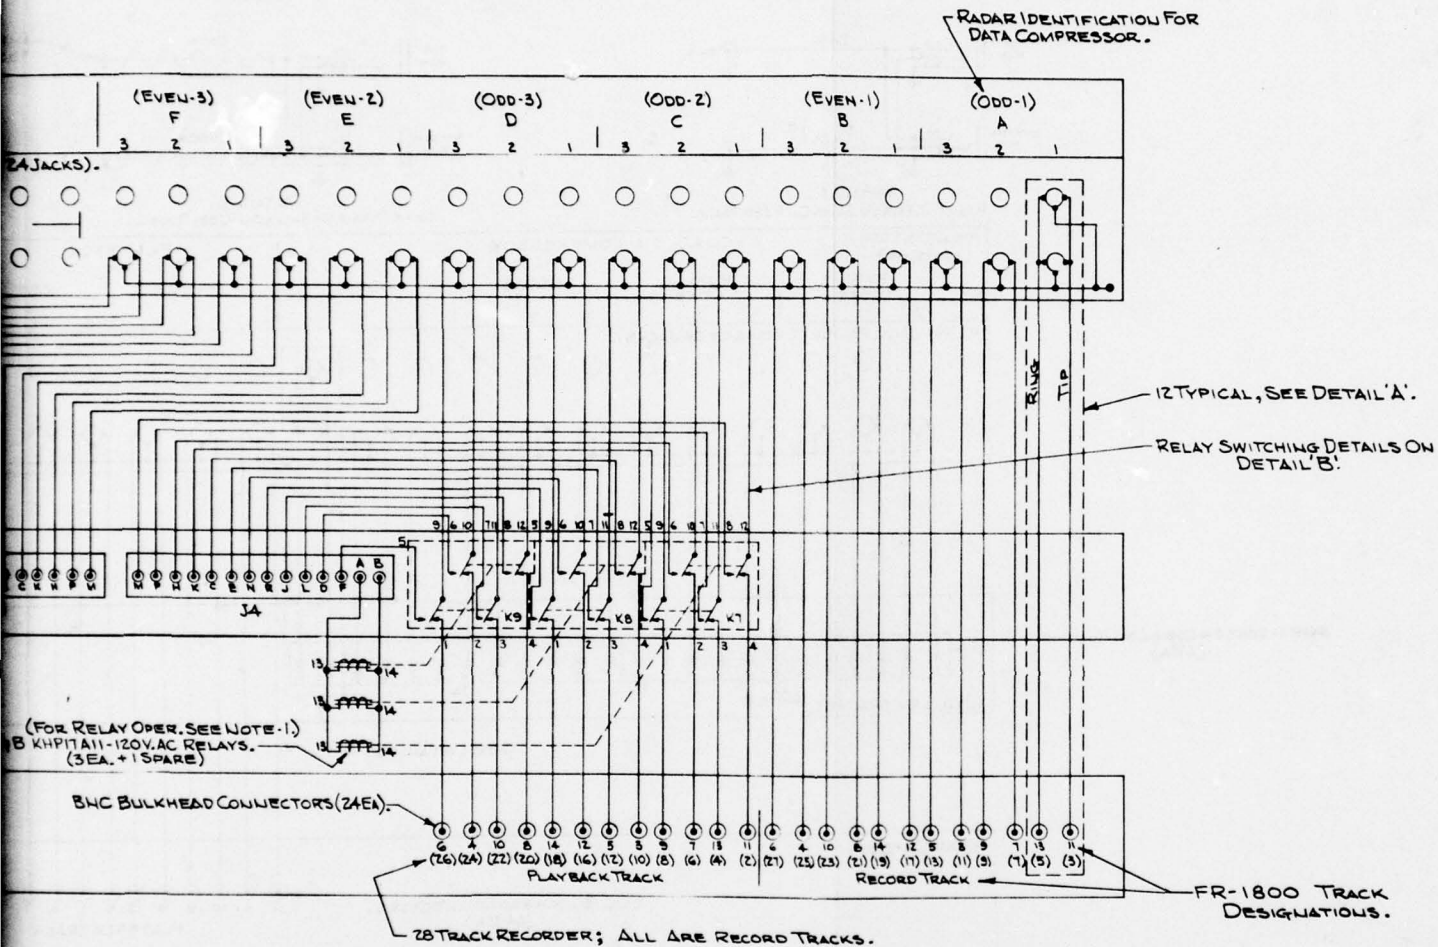 RADAR IDENTIFICATION FOR
DATA COMPRESSOR.
(EVEN-3) (EVEN-2) (ODD-3) (ODD-2) (EVEN-1) (ODD-1)
F E D C B A
3 2 1 3 2 1 3 2 1 3 2 1 3 2 1 3 2 1
24 JACKS).
RING
TIP
12 TYPICAL, SEE DETAIL 'A'.
RELAY SWITCHING DETAILS ON
DETAIL 'B'.
9 6 10 7 11 8 12 5 9 6 10 7 11 8 12 5 9 6 10 7 11 8 12
5
A B
C K H P M
M P H K C E N R J L D F
J4
K9 K8 K7
1 2 3 4 1 2 3 4 1 2 3 4
13 14
13 14
13 14
(FOR RELAY OPER. SEE NOTE-1.)
B KHP17A11-120V. AC RELAYS.
(3 EA. + 1 SPARE)
BNC BULKHEAD CONNECTORS (24EA).
6 4 10 8 14 12 5 3 9 7 13 11 6 4 10 8 14 12 5 3 9 7 13 11
(26) (24) (22) (20) (18) (16) (12) (10) (8) (6) (4) (2) (27) (25) (23) (21) (19) (17) (13) (11) (9) (7) (5) (3)
PLAYBACK TRACK
RECORD TRACK
FR-1800 TRACK
DESIGNATIONS.
28 TRACK RECORDER; ALL ARE RECORD TRACKS.